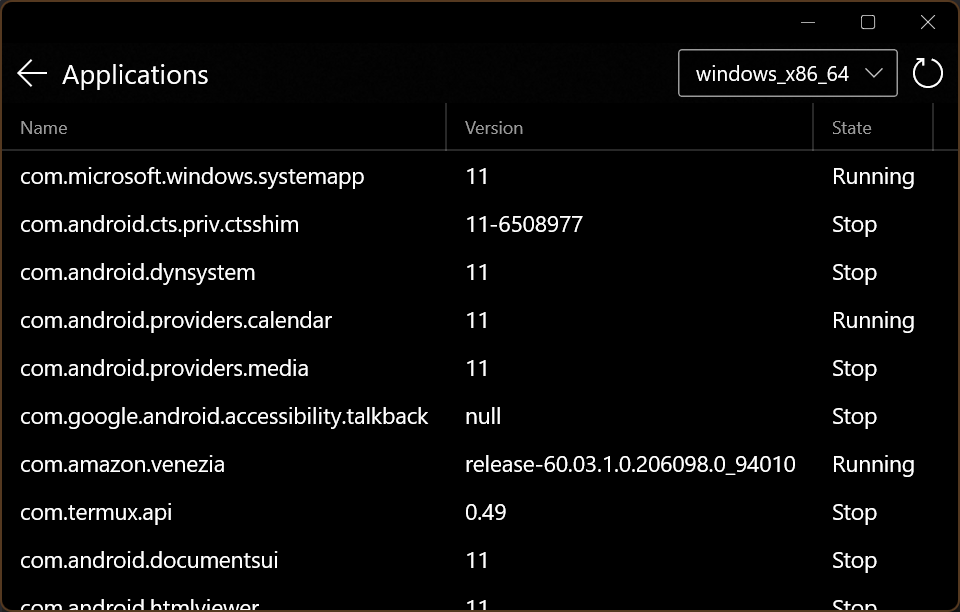 Applications windows_x86_64
Name Version State
com.microsoft.windows.systemapp 11 Running
com.android.cts.priv.ctsshim 11-6508977 Stop
com.android.dynsystem 11 Stop
com.android.providers.calendar 11 Running
com.android.providers.media 11 Stop
com.google.android.accessibility.talkback null Stop
com.amazon.venezia release-60.03.1.0.206098.0_94010 Running
com.termux.api 0.49 Stop
com.android.documentsui 11 Stop
com.android.htmlviewer 11 Stop